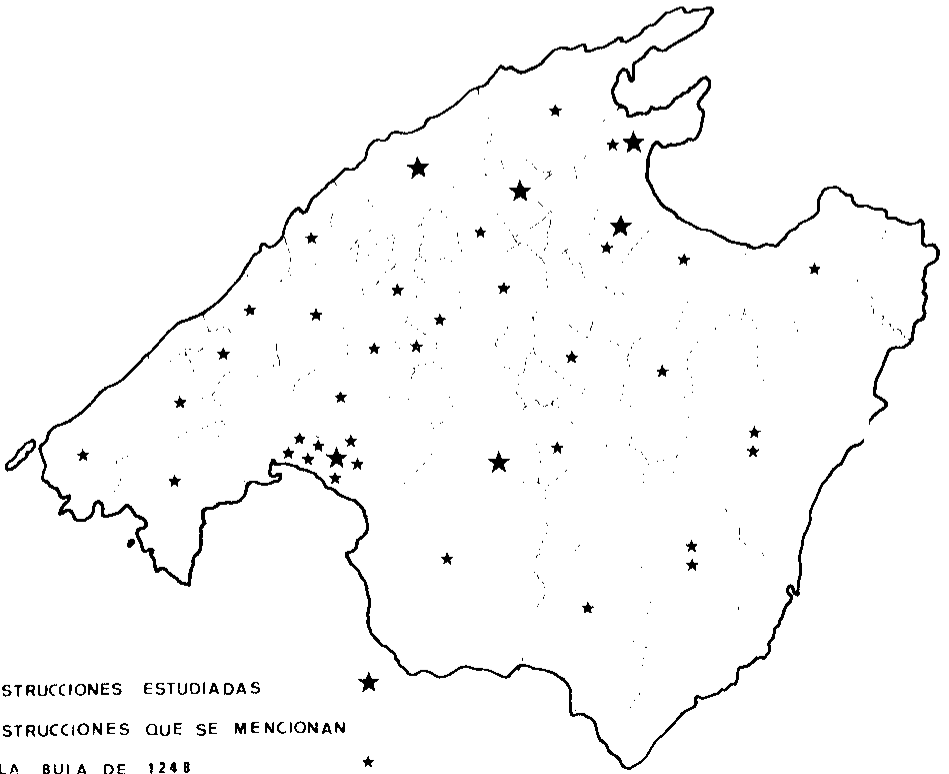 STRUCCIONES ESTUDIADAS
STRUCCIONES QUE SE MENCIONAN
LA BULA DE 1248